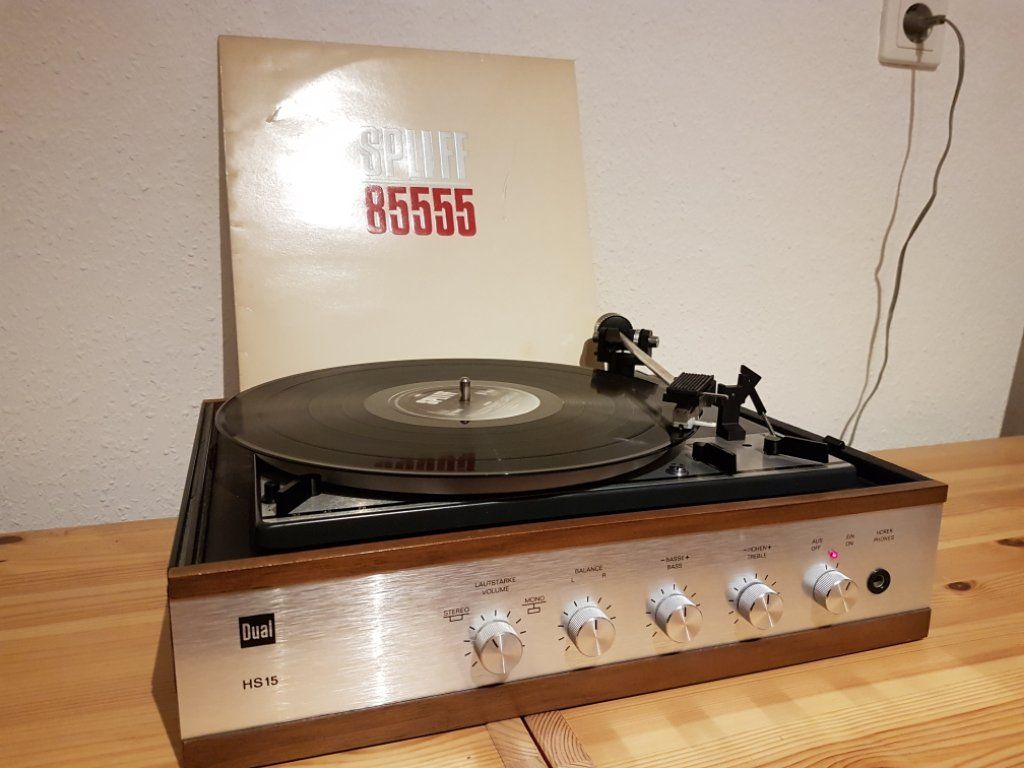 SPLIFF
85555
LAUTSTÄRKE
VOLUME
STEREO
MONO
BALANCE
L R
-BÄSSE+
BASS
-HÖHEN+
TREBLE
AUS
OFF
EIN
ON
HÖRER
PHONES
Dual
HS15